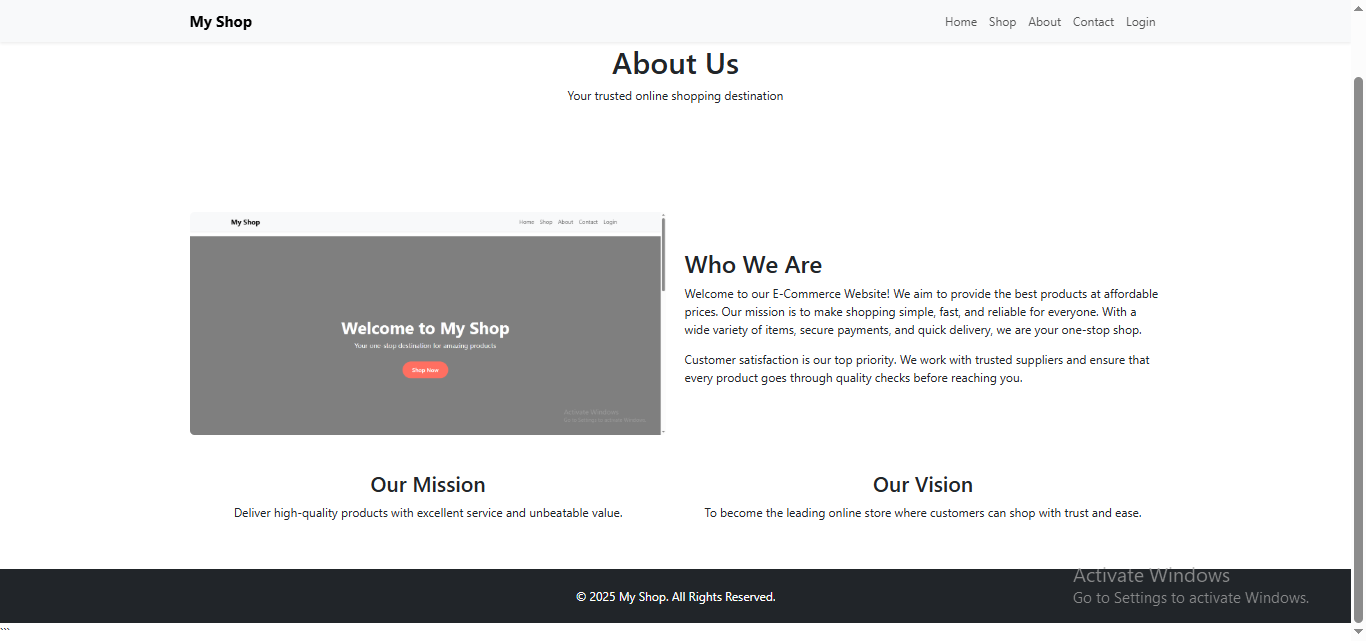 My Shop
Home Shop About Contact Login
About Us
Your trusted online shopping destination
My Shop
Home Shop About Contact Login
Welcome to My Shop
Your one-stop destination for amazing products
Shop Now
Activate Windows
Go to Settings to activate Windows.
Who We Are
Welcome to our E-Commerce Website! We aim to provide the best products at affordable
prices. Our mission is to make shopping simple, fast, and reliable for everyone. With a
wide variety of items, secure payments, and quick delivery, we are your one-stop shop.
Customer satisfaction is our top priority. We work with trusted suppliers and ensure that
every product goes through quality checks before reaching you.
Our Mission
Deliver high-quality products with excellent service and unbeatable value.
Our Vision
To become the leading online store where customers can shop with trust and ease.
© 2025 My Shop. All Rights Reserved.
Activate Windows
Go to Settings to activate Windows.
```